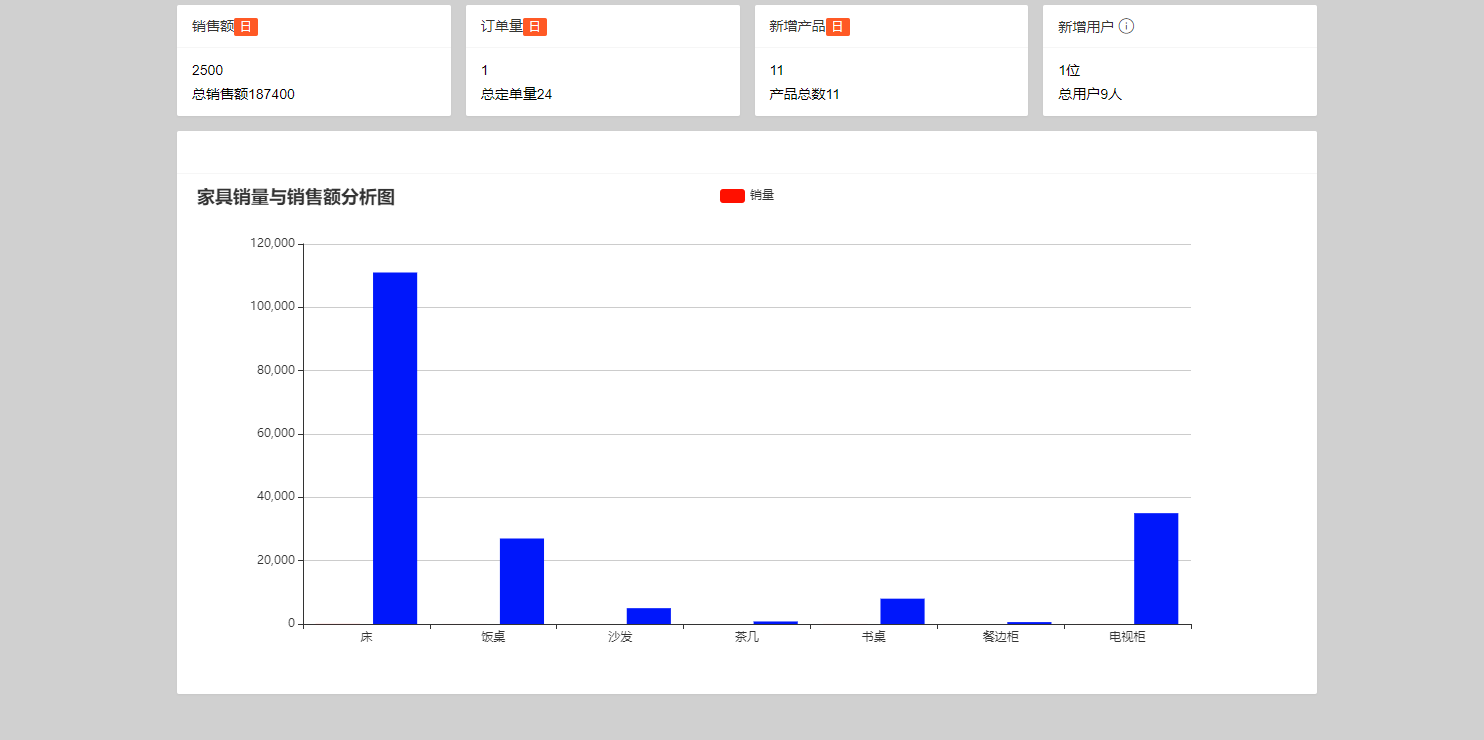 销售额 日
2500
总销售额187400
订单量 日
1
总定单量24
新增产品 日
11
产品总数11
新增用户
1位
总用户9人
家具销量与销售额分析图
销量
120,000
100,000
80,000
60,000
40,000
20,000
0
床 饭桌 沙发 茶几 书桌 餐边柜 电视柜